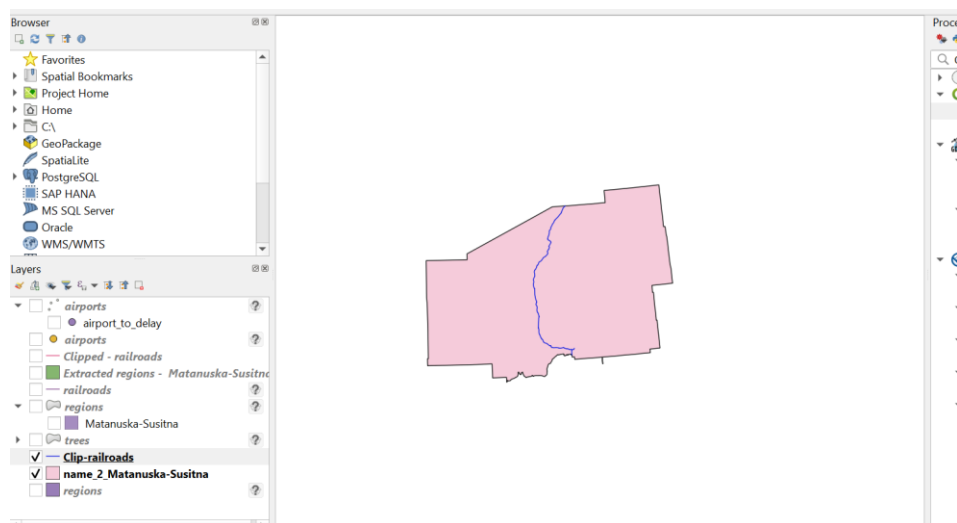 Browser
Favorites
Spatial Bookmarks
Project Home
Home
C:\
GeoPackage
SpatiaLite
PostgreSQL
SAP HANA
MS SQL Server
Oracle
WMS/WMTS
Layers
airports ?
airport_to_delay
airports ?
Clipped - railroads
Extracted regions - Matanuska-Susitna
railroads ?
regions ?
Matanuska-Susitna
trees ?
Clip-railroads
name_2_Matanuska-Susitna
regions ?
Proce